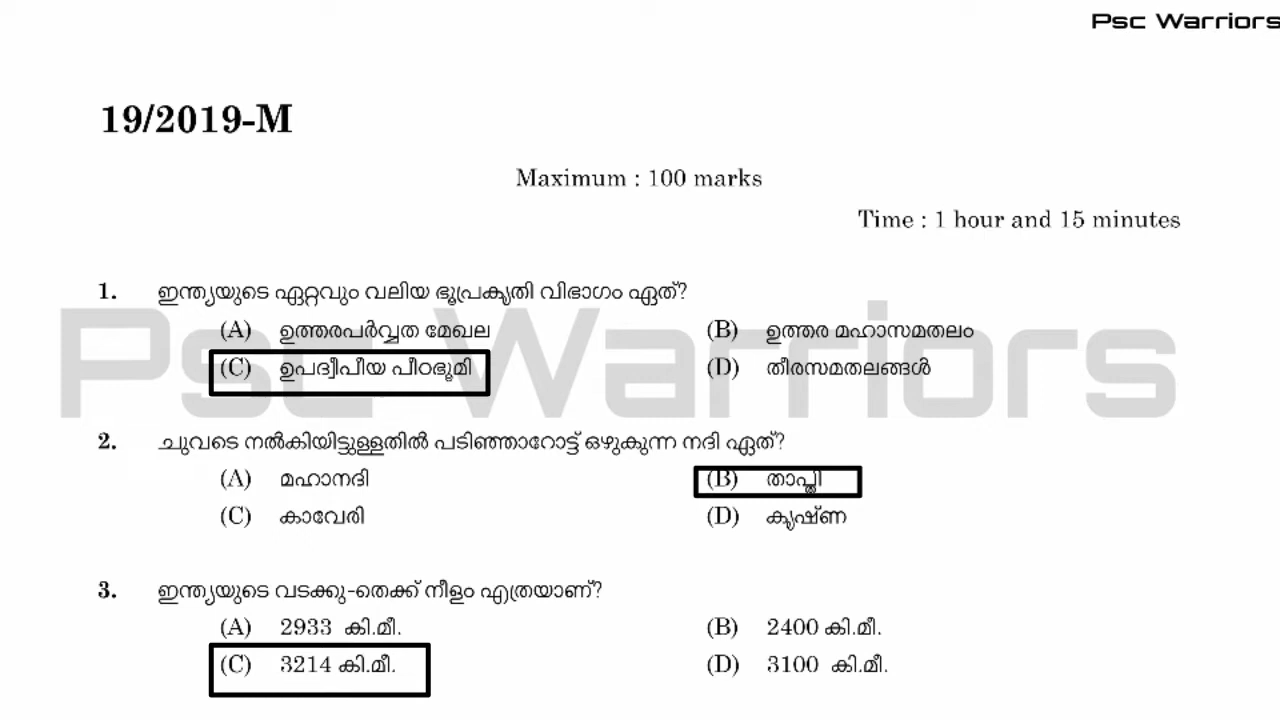 Psc Warriors
19/2019-M
Maximum : 100 marks
Time : 1 hour and 15 minutes
1. ഇന്ത്യയുടെ ഏറ്റവും വലിയ ഭൂപ്രകൃതി വിഭാഗം ഏത്?
(A) ഉത്തരപർവ്വത മേഖല (B) ഉത്തര മഹാസമതലം
Psc Warriors
(C) ഉപദ്വീപീയ പീഠഭൂമി (D) തീരസമതലങ്ങൾ
2. ചുവടെ നൽകിയിട്ടുള്ളതിൽ പടിഞ്ഞാറോട്ട് ഒഴുകുന്ന നദി ഏത്?
(A) മഹാനദി (B) താപ്തി
(C) കാവേരി (D) കൃഷ്ണ
3. ഇന്ത്യയുടെ വടക്കു-തെക്ക് നീളം എത്രയാണ്?
(A) 2933 കി.മീ. (B) 2400 കി.മീ.
(C) 3214 കി.മീ. (D) 3100 കി.മീ.